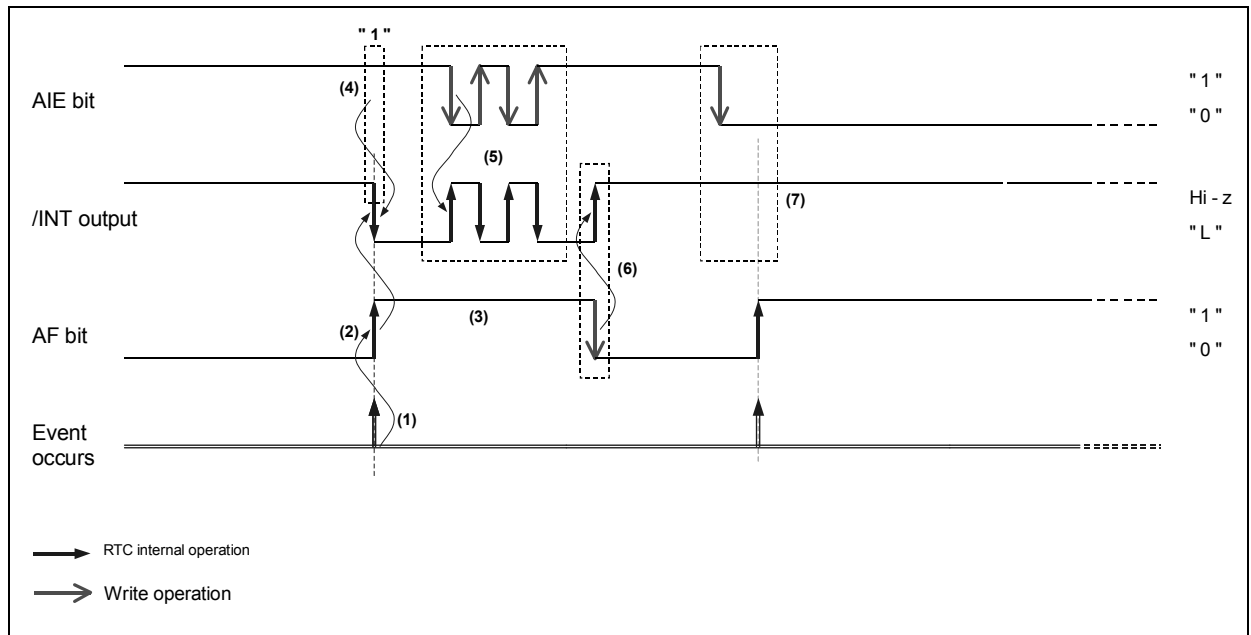 " 1 "
AIE bit
(4)
" 1 "
" 0 "
(5)
/INT output
(7)
Hi - z
" L "
(6)
AF bit
(2)
(3)
" 1 "
" 0 "
(1)
Event
occurs
RTC internal operation
Write operation